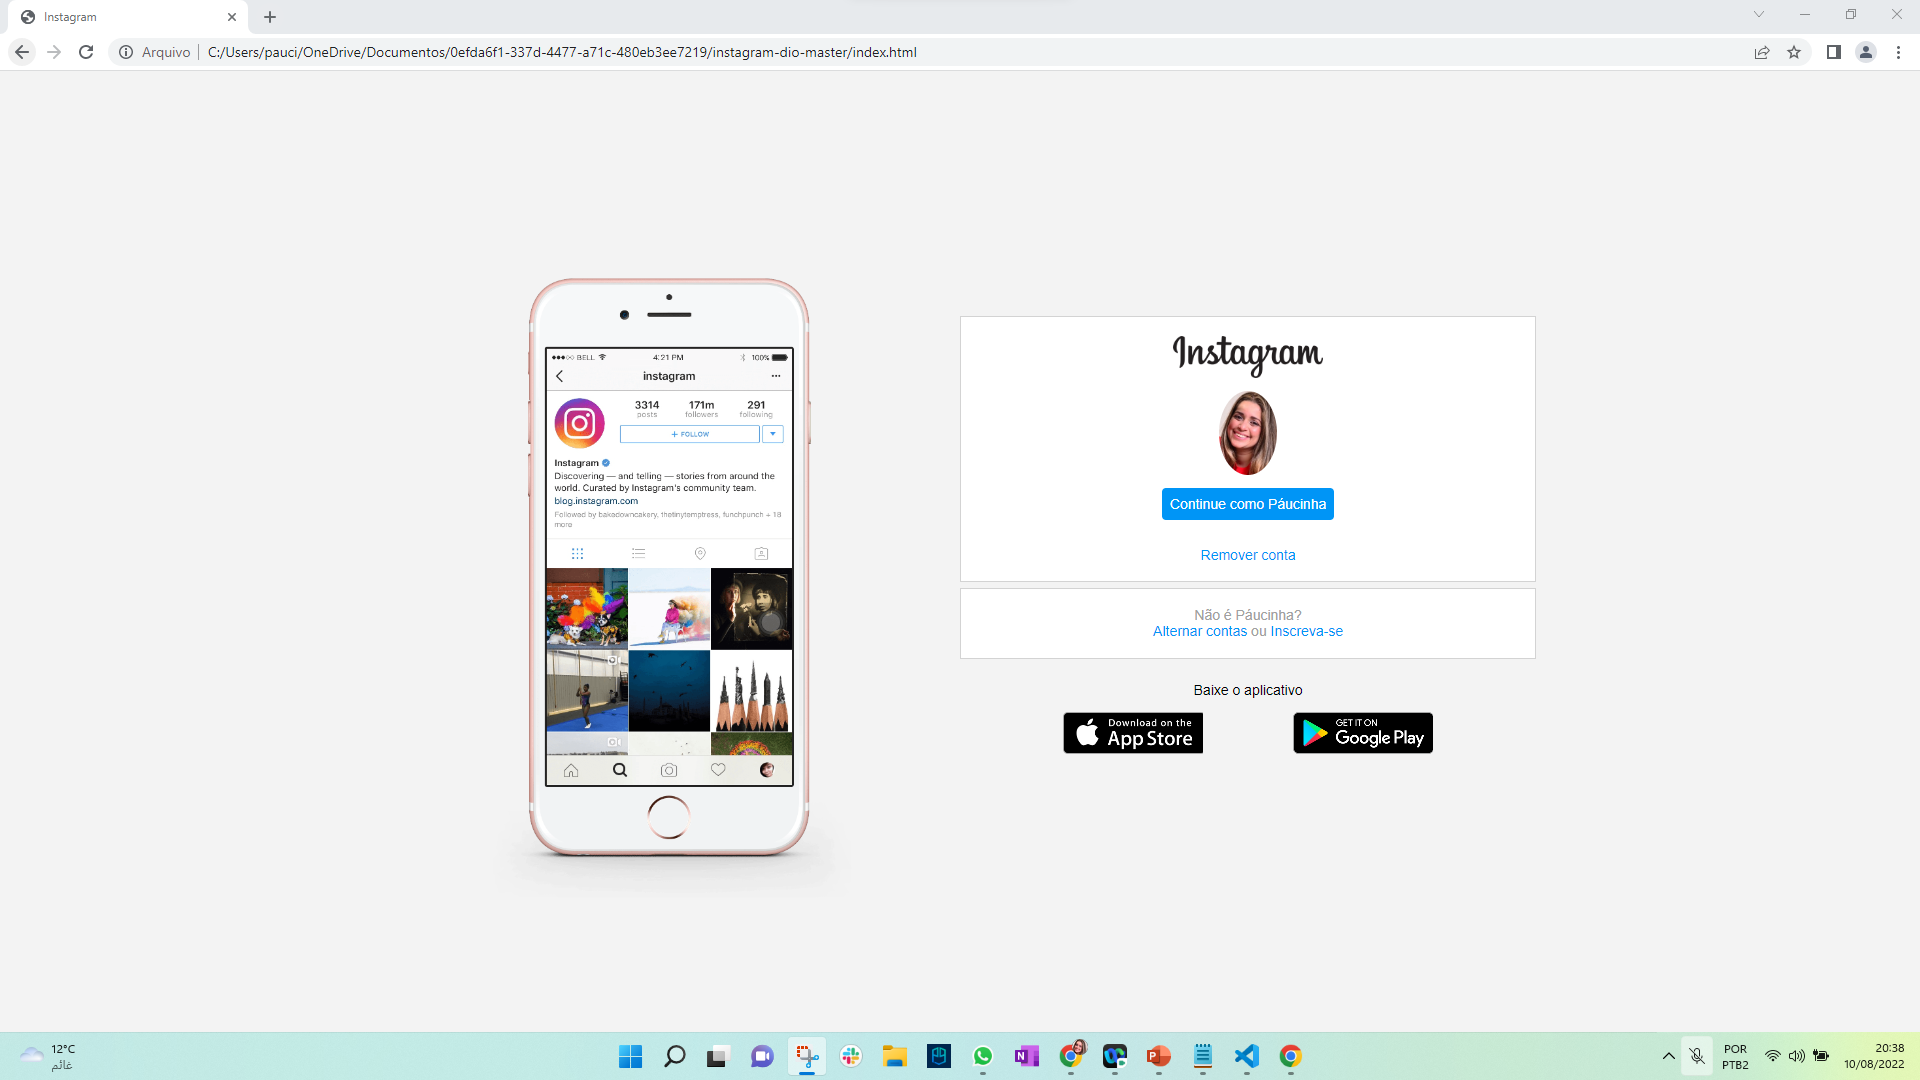 Instagram
Arquivo
C:/Users/pauci/OneDrive/Documentos/0efda6f1-337d-4477-a71c-480eb3ee7219/instagram-dio-master/index.html
BELL
4:21 PM
100%
instagram
3314
171m
291
posts
followers
following
+ FOLLOW
Instagram
Discovering — and telling — stories from around the
world. Curated by Instagram's community team.
blog.instagram.com
Followed by bakedowncakery, thetinytemptress, funchpunch + 18
more
Instagram
Continue como Páucinha
Remover conta
Não é Páucinha?
Alternar contas ou Inscreva-se
Baixe o aplicativo
Download on the
App Store
GET IT ON
Google Play
12°C
غائم
POR
PTB2
20:38
10/08/2022